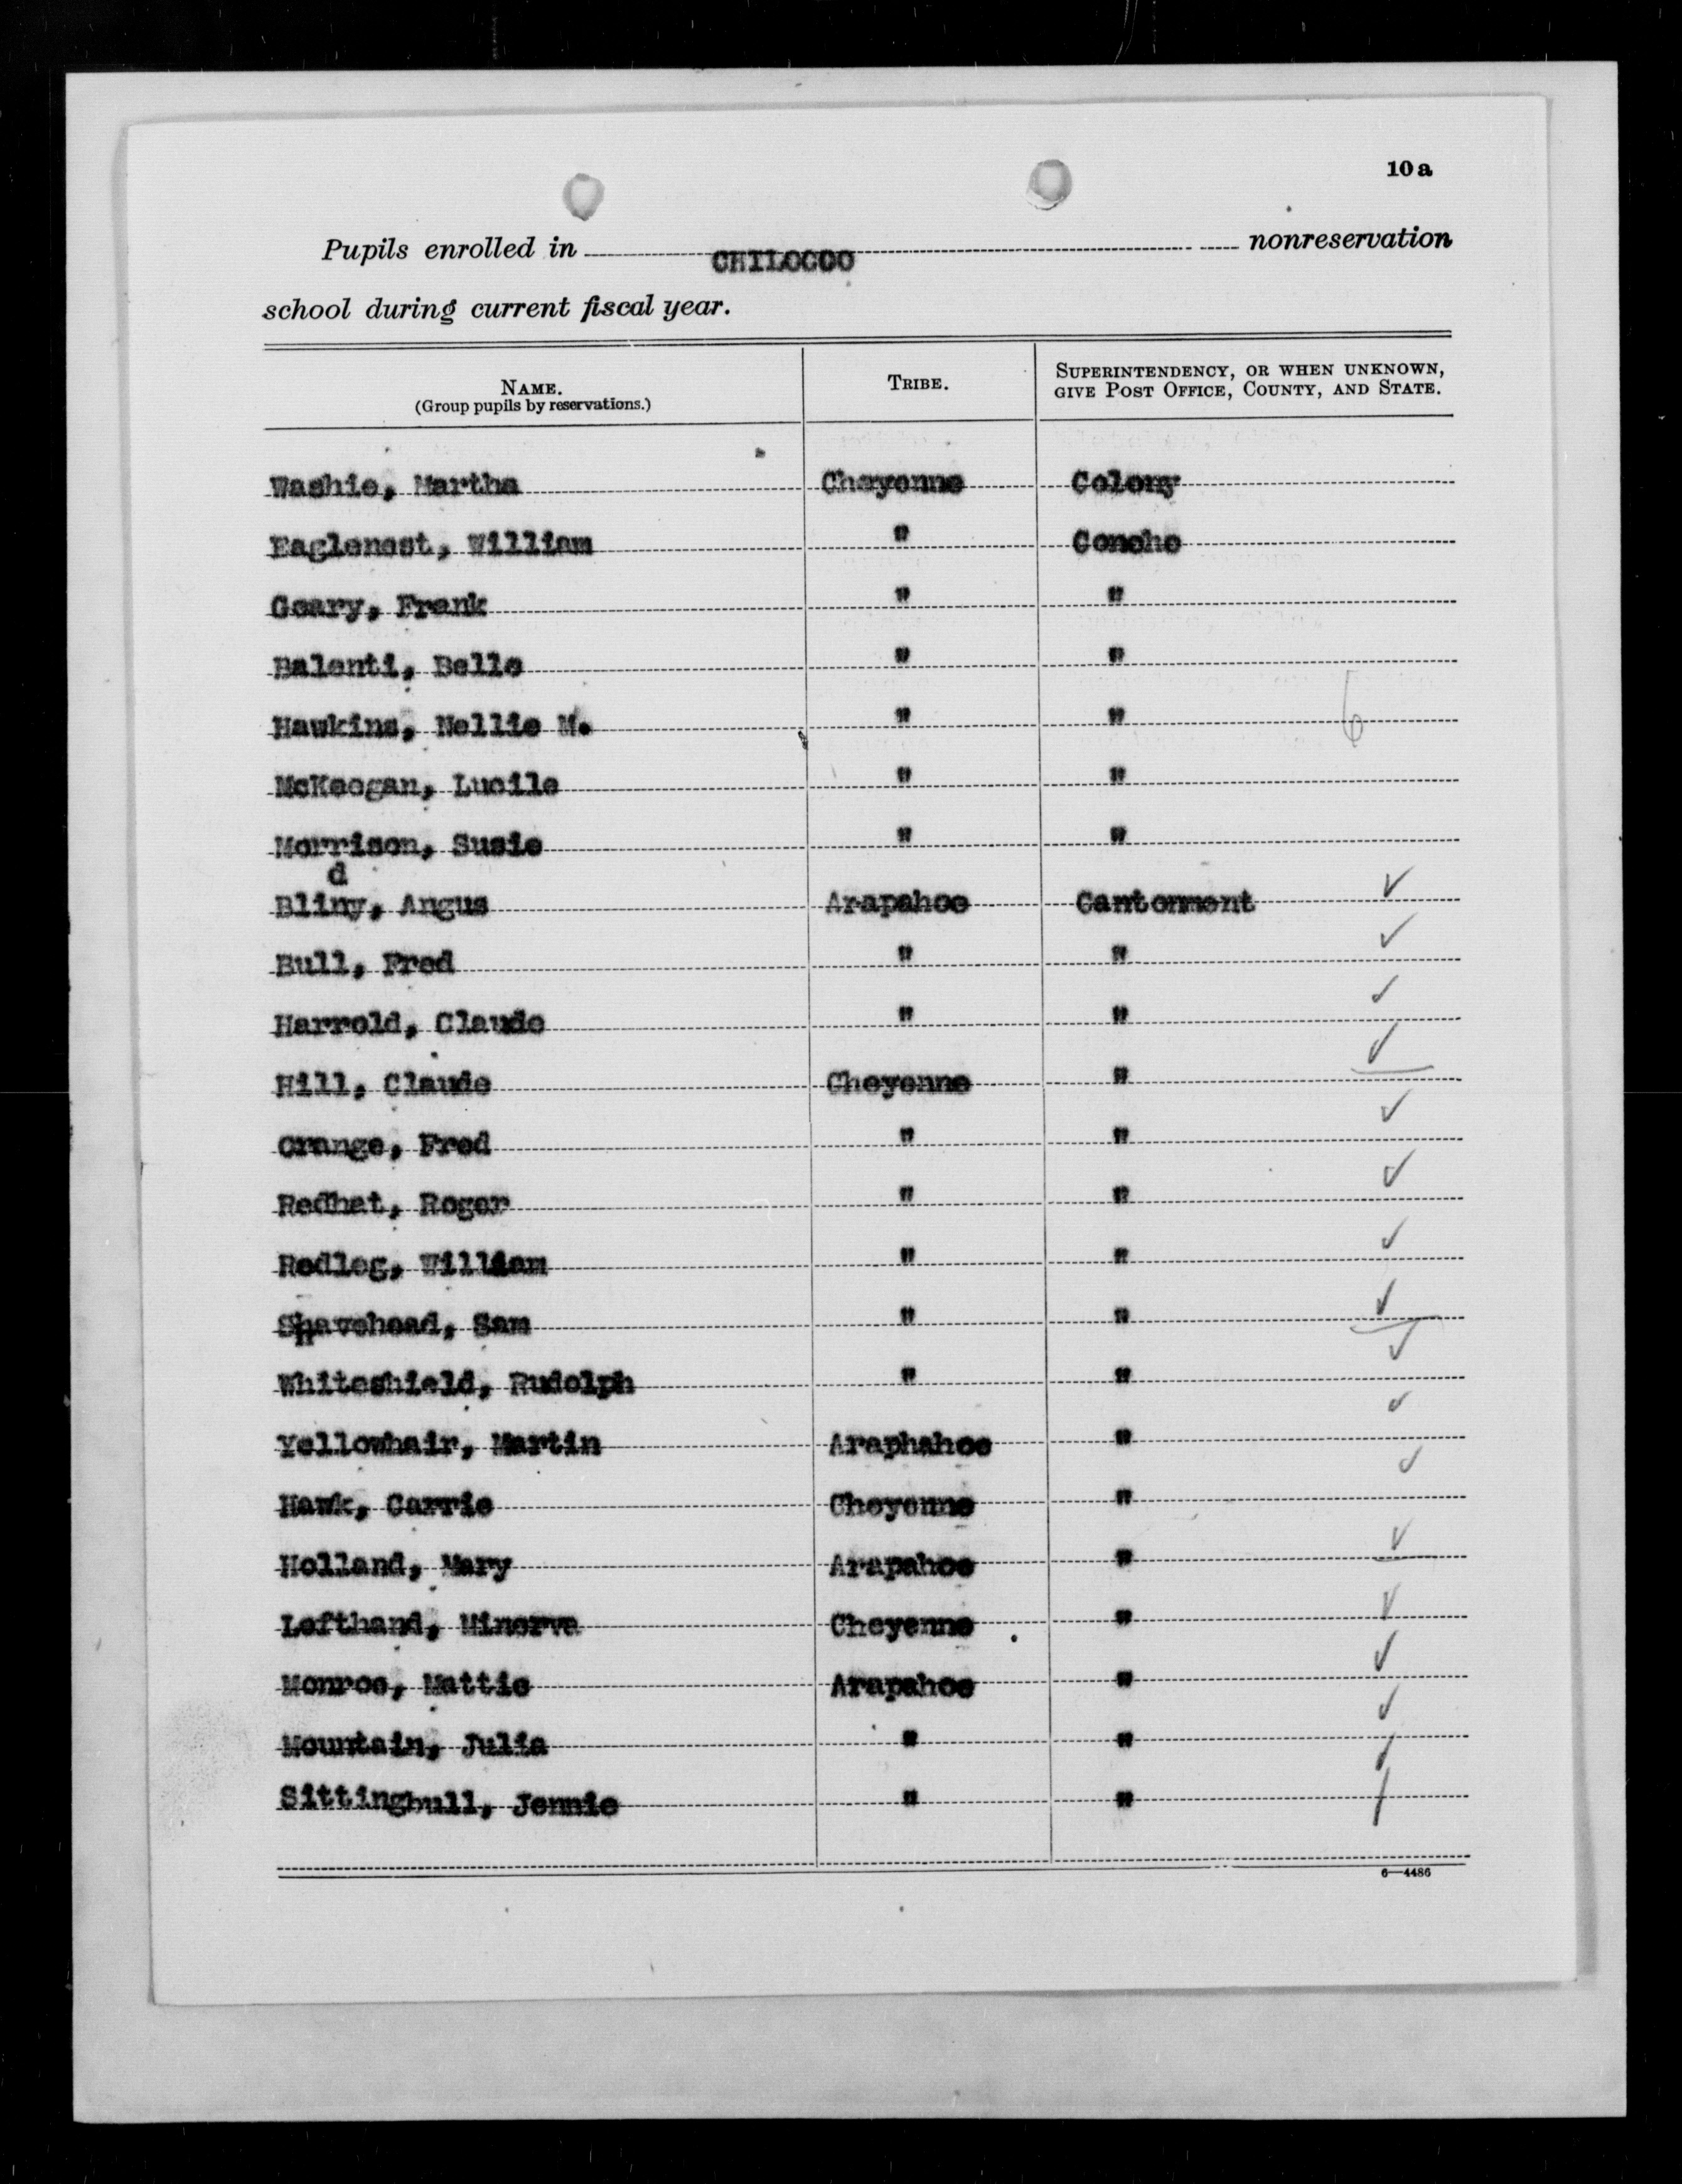 10a
Pupils enrolled in CHILOCCO nonreservation
school during current fiscal year.
NAME. TRIBE. SUPERINTENDENCY, OR WHEN UNKNOWN,
(Group pupils by reservations.) GIVE POST OFFICE, COUNTY, AND STATE.
Washie, Martha Cheyenne Colony
Eaglenest, William " Concho
Geary, Frank " "
Balenti, Belle " "
Hawkins, Nellie M. " " 6
McKeogan, Lucile " "
Morrison, Susie " "
d
Bliny, Angus Arapahoe Cantonment ✓
Bull, Fred " " ✓
Harrold, Claude " " ✓
Hill, Claude Cheyenne " ✓
Orange, Fred " " ✓
Redhat, Roger " " ✓
Redleg, William " " ✓
Shavehead, Sam " " ✓
Whiteshield, Rudolph " " ✓
Yellowhair, Martin Araphahoe " ✓
Hawk, Carrie Cheyenne " ✓
Holland, Mary Arapahoe " ✓
Lefthand, Minerva Cheyenne " ✓
Monroe, Mattie Arapahoe " ✓
Mountain, Julia " " ✓
Sittingbull, Jennie " " ✓
6—4486